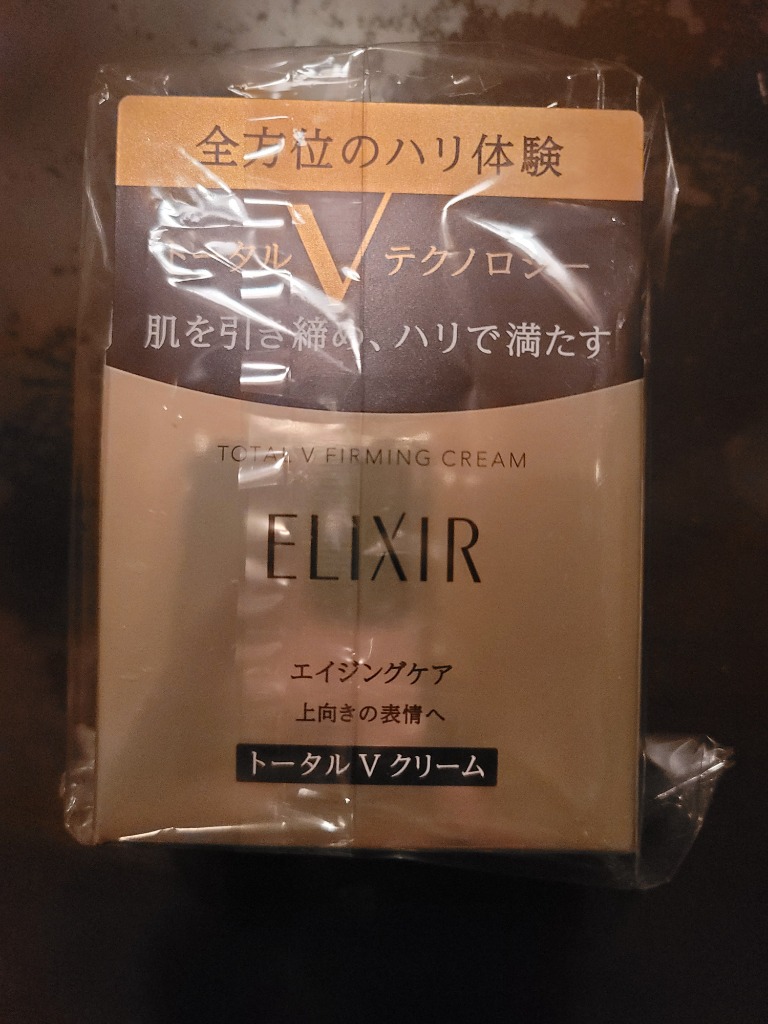 全方位のハリ体験
トータル V テクノロジー
肌を引き締め、ハリで満たす
TOTAL V FIRMING CREAM
ELIXIR
エイジングケア
上向きの表情へ
トータル V クリーム